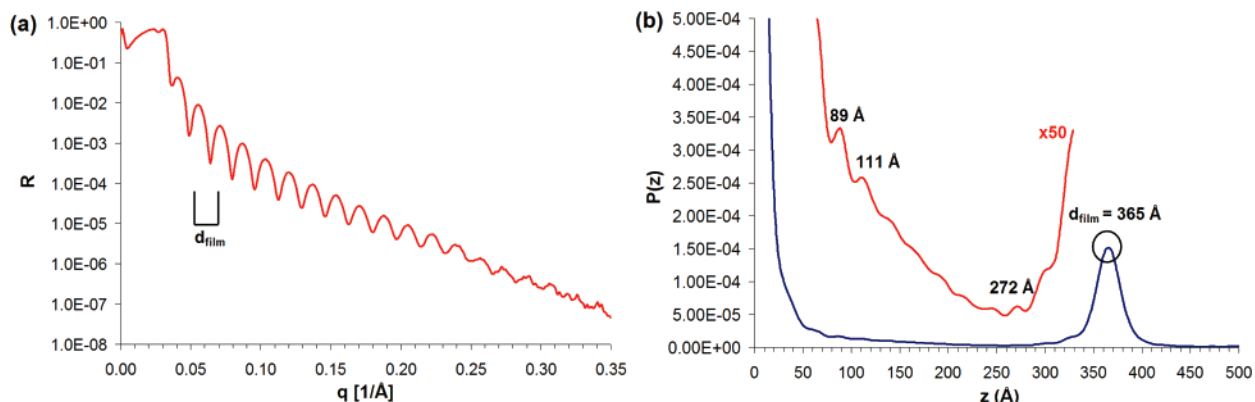 (a)
1.0E+00
1.0E-01
1.0E-02
1.0E-03
1.0E-04
1.0E-05
1.0E-06
1.0E-07
1.0E-08
R
d_film
0.00 0.05 0.10 0.15 0.20 0.25 0.30 0.35
q [1/Å]
(b)
5.00E-04
4.50E-04
4.00E-04
3.50E-04
3.00E-04
2.50E-04
2.00E-04
1.50E-04
1.00E-04
5.00E-05
0.00E+00
P(z)
89 Å
x50
111 Å
d_film = 365 Å
272 Å
0 50 100 150 200 250 300 350 400 450 500
z (Å)